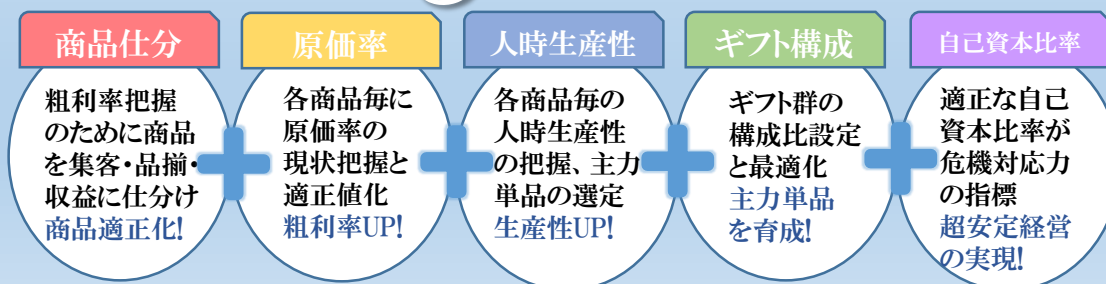 商品仕分
粗利率把握
のために商品
を集客・品揃・
収益に仕分け
商品適正化!
原価率
各商品毎に
原価率の
現状把握と
適正値化
粗利率UP!
人時生産性
各商品毎の
人時生産性
の把握、主力
単品の選定
生産性UP!
ギフト構成
ギフト群の
構成比設定
と最適化
主力単品
を育成!
自己資本比率
適正な自己
資本比率が
危機対応力
の指標
超安定経営
の実現!